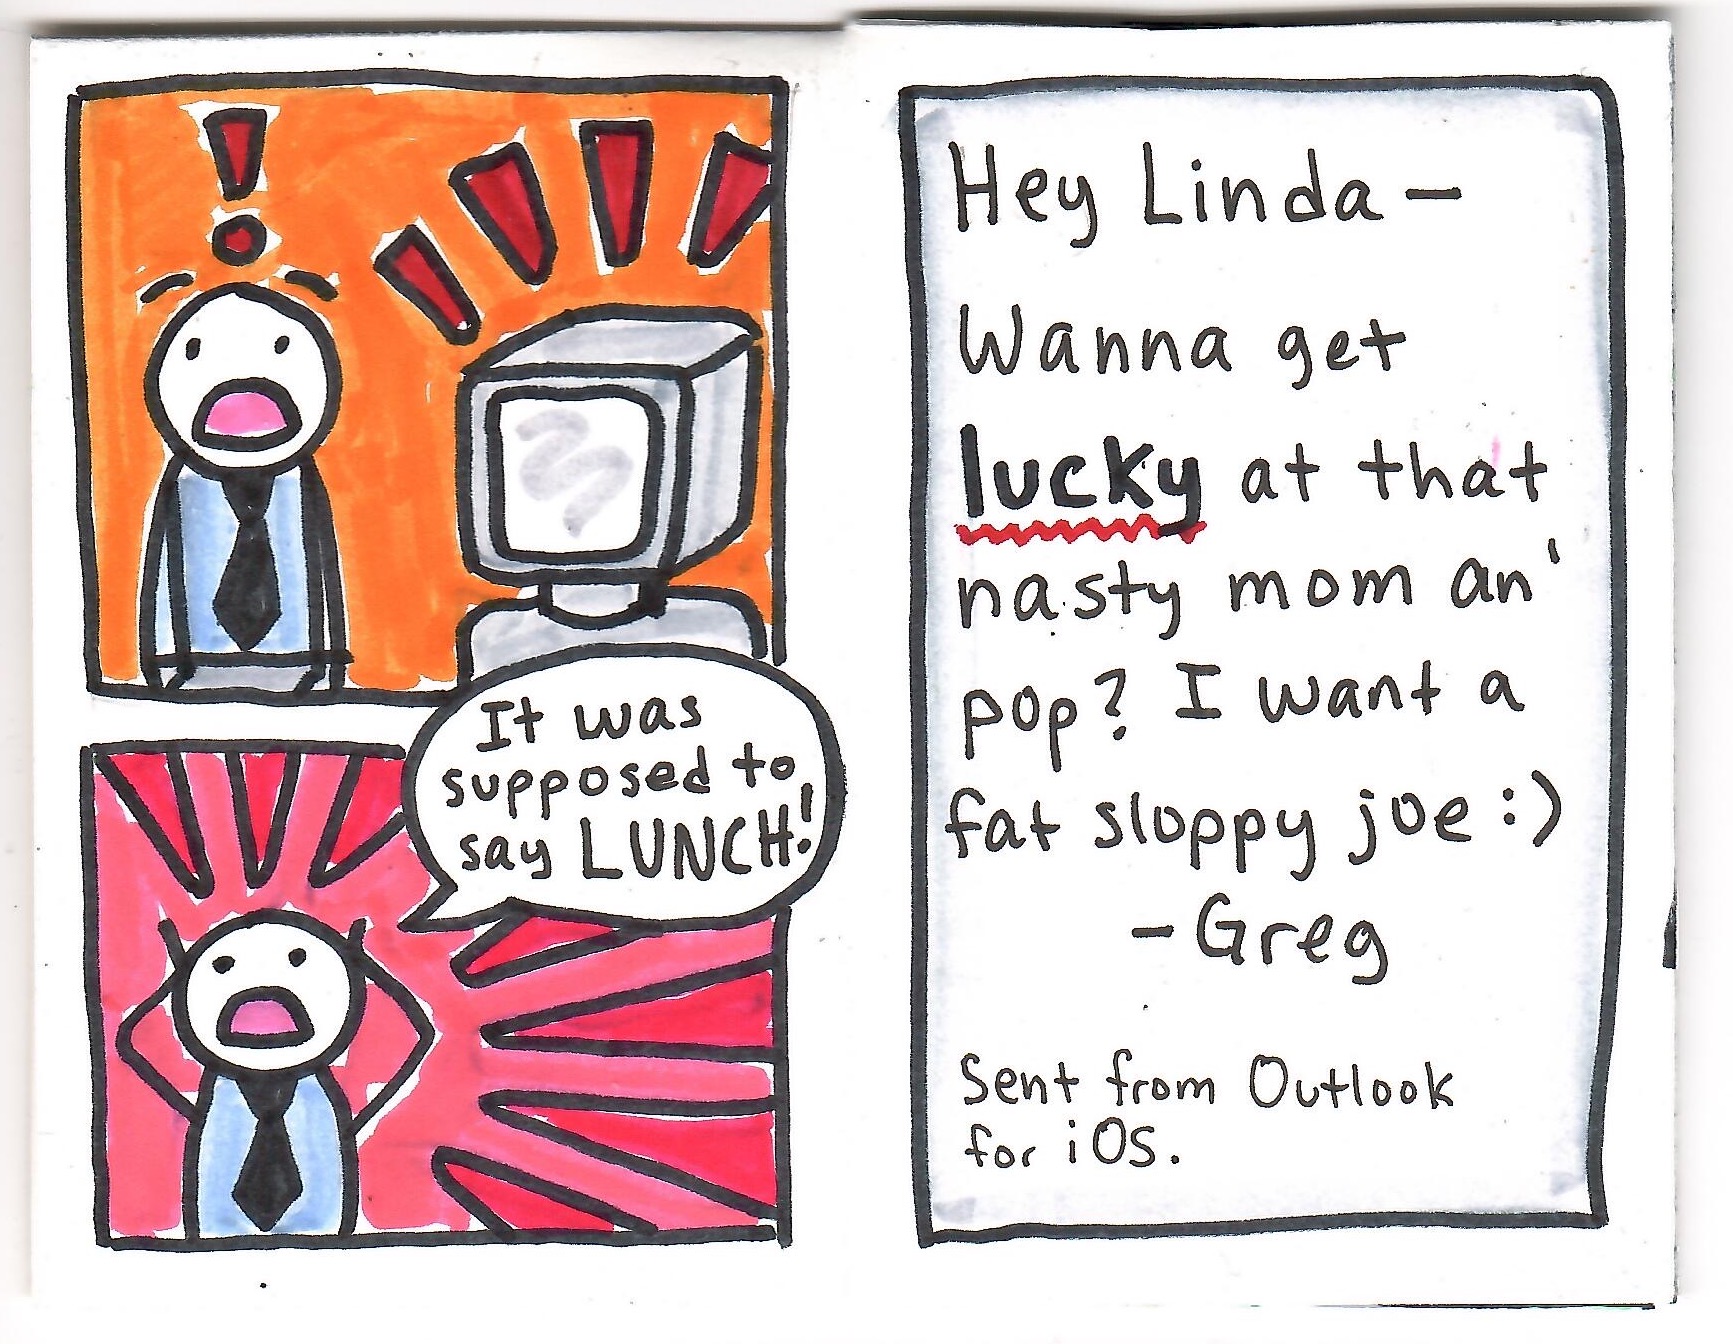 It was
supposed to
say LUNCH!
Hey Linda —
Wanna get
lucky at that
nasty mom an'
pop? I want a
fat sloppy joe :)
- Greg
Sent from Outlook
for iOS.